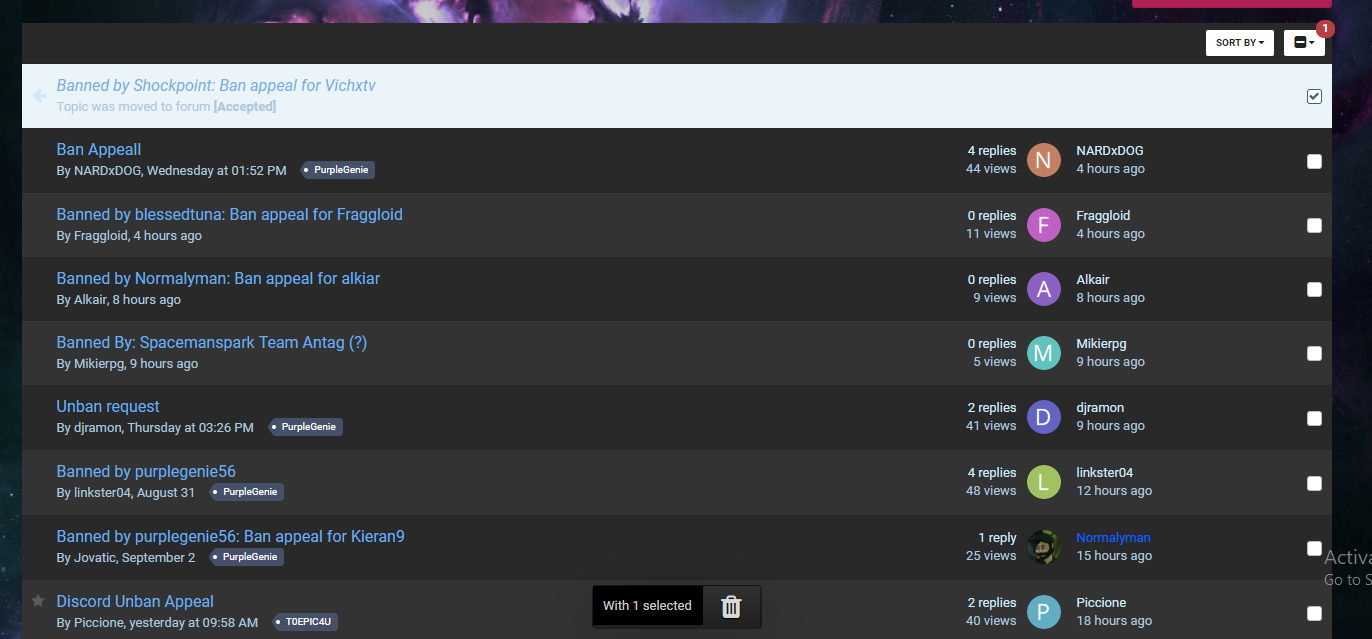 SORT BY
1
Banned by Shockpoint: Ban appeal for Vichxtv
Topic was moved to forum [Accepted]
Ban Appeall
By NARDxDOG, Wednesday at 01:52 PM PurpleGenie
4 replies
44 views
N
NARDxDOG
4 hours ago
Banned by blessedtuna: Ban appeal for Fraggloid
By Fraggloid, 4 hours ago
0 replies
11 views
F
Fraggloid
4 hours ago
Banned by Normalyman: Ban appeal for alkiar
By Alkair, 8 hours ago
0 replies
9 views
A
Alkair
8 hours ago
Banned By: Spacemanspark Team Antag (?)
By Mikierpg, 9 hours ago
0 replies
5 views
M
Mikierpg
9 hours ago
Unban request
By djramon, Thursday at 03:26 PM PurpleGenie
2 replies
41 views
D
djramon
9 hours ago
Banned by purplegenie56
By linkster04, August 31 PurpleGenie
4 replies
48 views
L
linkster04
12 hours ago
Banned by purplegenie56: Ban appeal for Kieran9
By Jovatic, September 2 PurpleGenie
1 reply
25 views
Normalyman
15 hours ago
Activa
Go to S
Discord Unban Appeal
By Piccione, yesterday at 09:58 AM T0EPIC4U
2 replies
40 views
P
Piccione
18 hours ago
With 1 selected